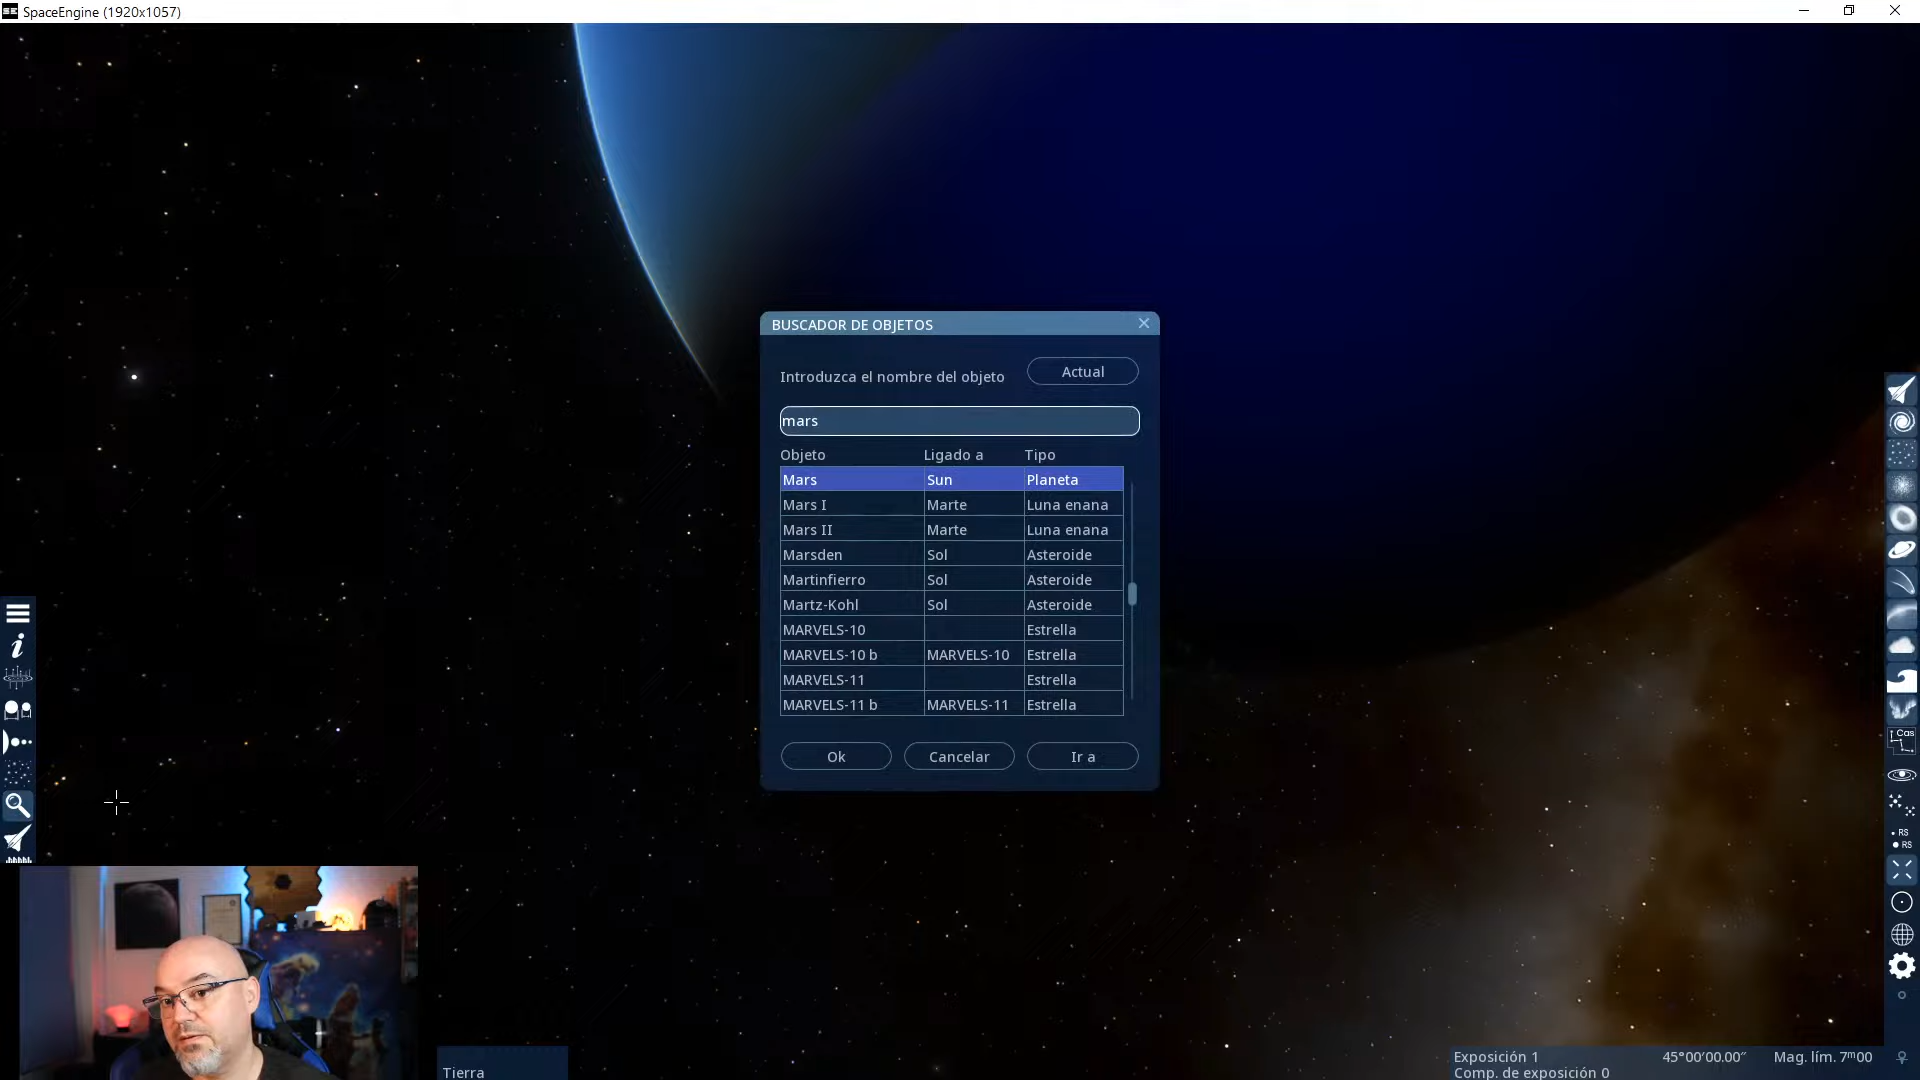 SpaceEngine (1920x1057)
BUSCADOR DE OBJETOS
Introduzca el nombre del objeto
Actual
mars
Objeto Ligado a Tipo
Mars Sun Planeta
Mars I Marte Luna enana
Mars II Marte Luna enana
Marsden Sol Asteroide
Martinfierro Sol Asteroide
Martz-Kohl Sol Asteroide
MARVELS-10 Estrella
MARVELS-10 b MARVELS-10 Estrella
MARVELS-11 Estrella
MARVELS-11 b MARVELS-11 Estrella
Ok Cancelar Ir a
Cas
RS
RS
Tierra
Exposición 1 45°00′00.00″ Mag. lím. 7ᵐ00
Comp. de exposición 0